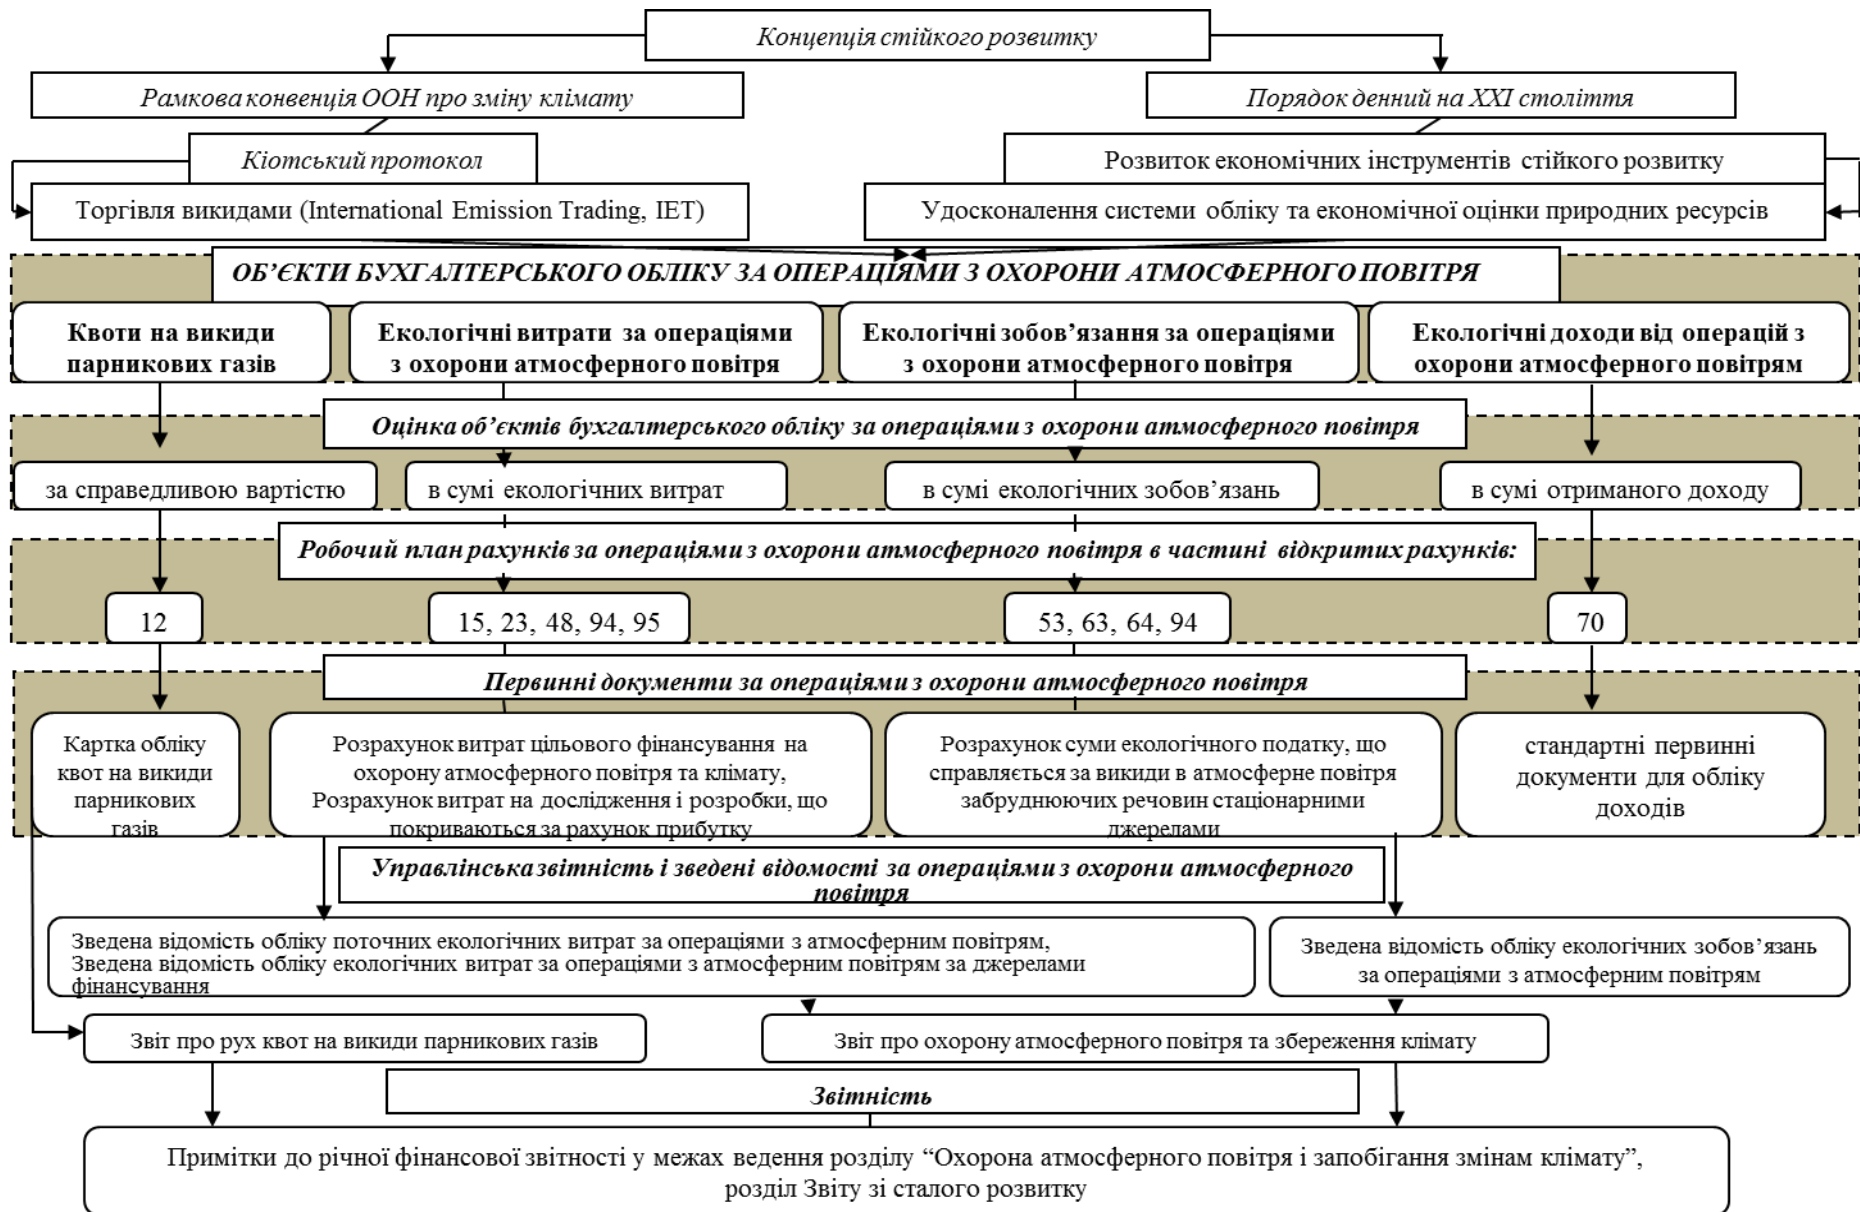 Концепція стійкого розвитку
Рамкова конвенція ООН про зміну клімату
Порядок денний на ХХІ століття
Кіотський протокол
Розвиток економічних інструментів стійкого розвитку
Торгівля викидами (International Emission Trading, IET)
Удосконалення системи обліку та економічної оцінки природних ресурсів
ОБ’ЄКТИ БУХГАЛТЕРСЬКОГО ОБЛІКУ ЗА ОПЕРАЦІЯМИ З ОХОРОНИ АТМОСФЕРНОГО ПОВІТРЯ
Квоти на викиди
парникових газів
Екологічні витрати за операціями
з охорони атмосферного повітря
Екологічні зобов’язання за операціями
з охорони атмосферного повітря
Екологічні доходи від операцій з
охорони атмосферного повітрям
Оцінка об’єктів бухгалтерського обліку за операціями з охорони атмосферного повітря
за справедливою вартістю
в сумі екологічних витрат
в сумі екологічних зобов’язань
в сумі отриманого доходу
Робочий план рахунків за операціями з охорони атмосферного повітря в частині відкритих рахунків:
12
15, 23, 48, 94, 95
53, 63, 64, 94
70
Первинні документи за операціями з охорони атмосферного повітря
Картка обліку
квот на викиди
парникових
газів
Розрахунок витрат цільового фінансування на
охорону атмосферного повітря та клімату,
Розрахунок витрат на дослідження і розробки, що
покриваються за рахунок прибутку
Розрахунок суми екологічного податку, що
справляється за викиди в атмосферне повітря
забруднюючих речовин стаціонарними
джерелами
стандартні первинні
документи для обліку
доходів
Управлінська звітність і зведені відомості за операціями з охорони атмосферного
повітря
Зведена відомість обліку поточних екологічних витрат за операціями з атмосферним повітрям,
Зведена відомість обліку екологічних витрат за операціями з атмосферним повітрям за джерелами
фінансування
Зведена відомість обліку екологічних зобов’язань
за операціями з атмосферним повітрям
Звіт про рух квот на викиди парникових газів
Звіт про охорону атмосферного повітря та збереження клімату
Звітність
Примітки до річної фінансової звітності у межах ведення розділу “Охорона атмосферного повітря і запобігання змінам клімату”,
розділ Звіту зі сталого розвитку